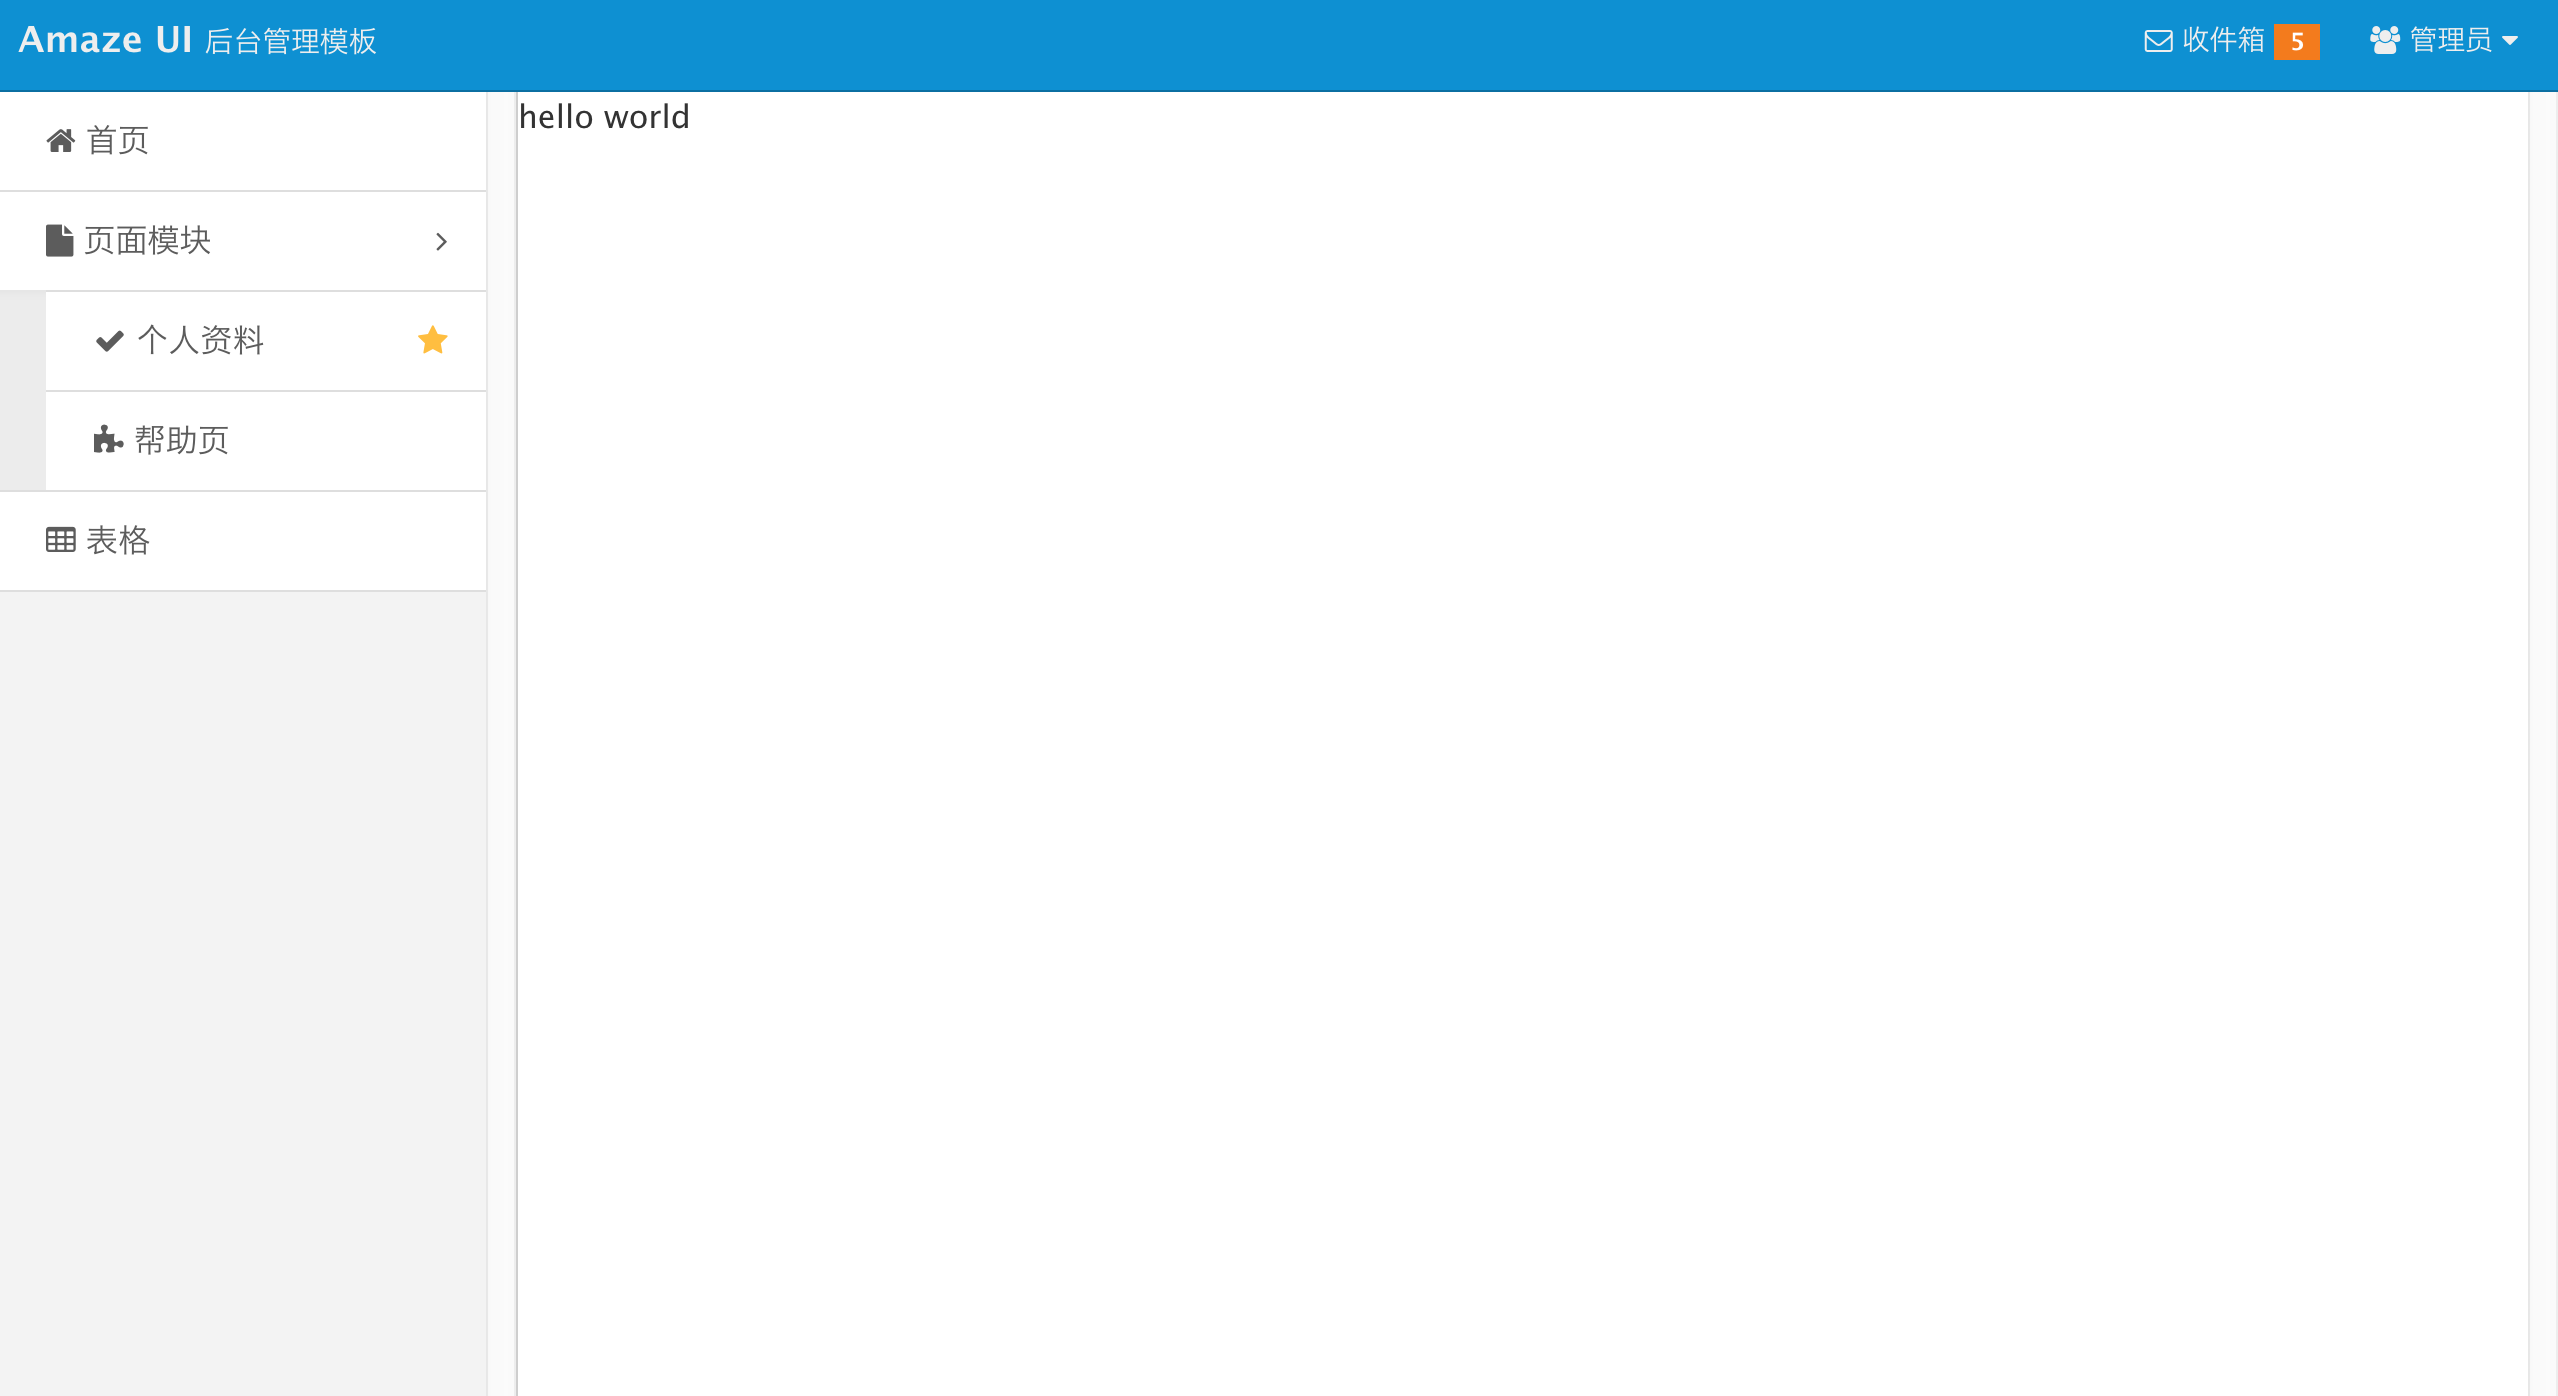 Amaze UI 后台管理模板
收件箱 5 管理员
首页
页面模块
个人资料
帮助页
表格
hello world